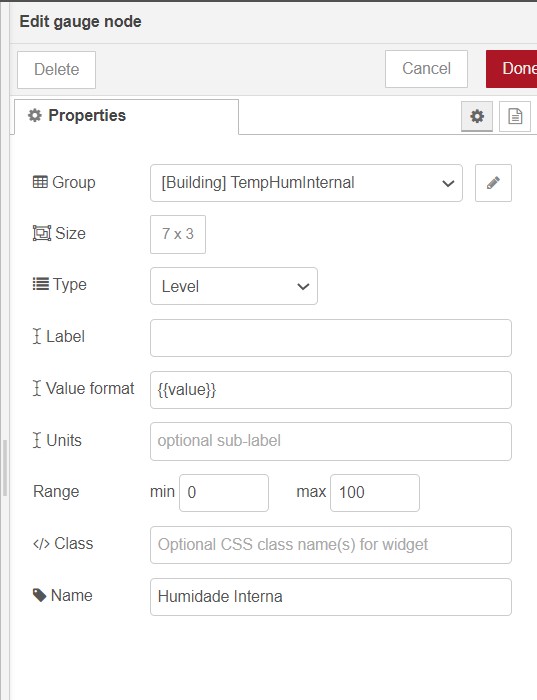 Edit gauge node
Delete
Cancel
Done
Properties
Group
[Building] TempHumInternal
Size
7 x 3
Type
Level
Label
Value format
{{value}}
Units
optional sub-label
Range
min 0
max 100
</> Class
Optional CSS class name(s) for widget
Name
Humidade Interna